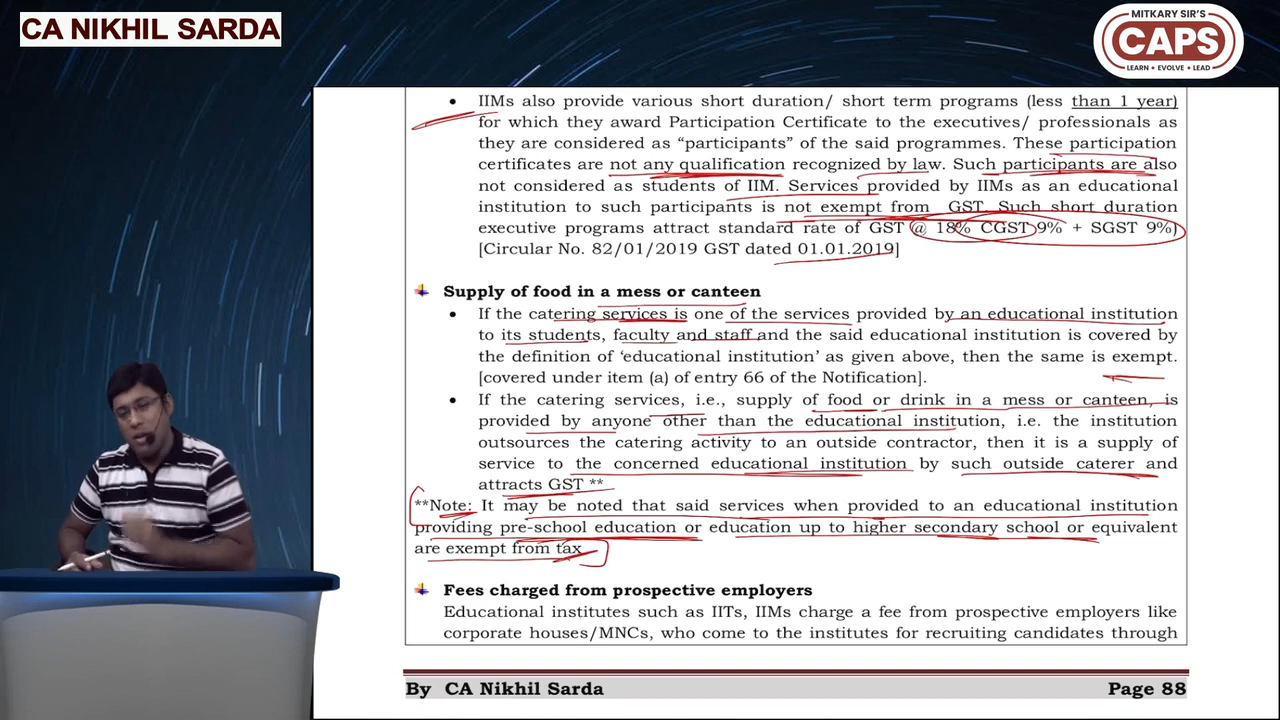 CA NIKHIL SARDA
MITKARY SIR'S
CAPS
LEARN • EVOLVE • LEAD
• IIMs also provide various short duration/ short term programs (less than 1 year)
for which they award Participation Certificate to the executives/ professionals as
they are considered as “participants” of the said programmes. These participation
certificates are not any qualification recognized by law. Such participants are also
not considered as students of IIM. Services provided by IIMs as an educational
institution to such participants is not exempt from GST. Such short duration
executive programs attract standard rate of GST @ 18% CGST 9% + SGST 9%)
[Circular No. 82/01/2019 GST dated 01.01.2019]
Supply of food in a mess or canteen
• If the catering services is one of the services provided by an educational institution
to its students, faculty and staff and the said educational institution is covered by
the definition of ‘educational institution’ as given above, then the same is exempt.
[covered under item (a) of entry 66 of the Notification].
• If the catering services, i.e., supply of food or drink in a mess or canteen, is
provided by anyone other than the educational institution, i.e. the institution
outsources the catering activity to an outside contractor, then it is a supply of
service to the concerned educational institution by such outside caterer and
attracts GST **
**Note: It may be noted that said services when provided to an educational institution
providing pre-school education or education up to higher secondary school or equivalent
are exempt from tax
Fees charged from prospective employers
Educational institutes such as IITs, IIMs charge a fee from prospective employers like
corporate houses/MNCs, who come to the institutes for recruiting candidates through
By CA Nikhil Sarda
Page 88